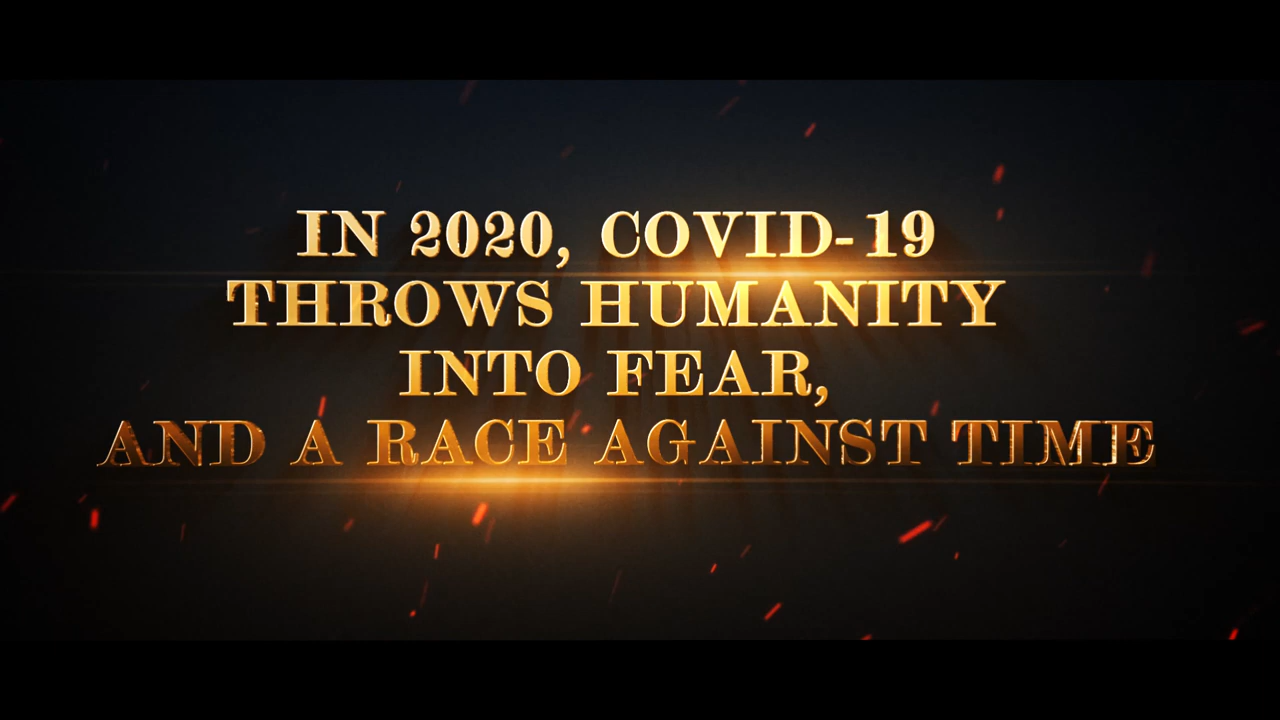 IN 2020, COVID-19
THROWS HUMANITY
INTO FEAR,
AND A RACE AGAINST TIME